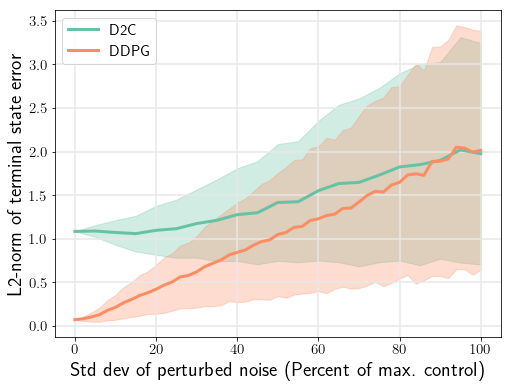 D2C
DDPG
3.5
3.0
2.5
2.0
1.5
1.0
0.5
0.0
L2-norm of terminal state error
0 20 40 60 80 100
Std dev of perturbed noise (Percent of max. control)